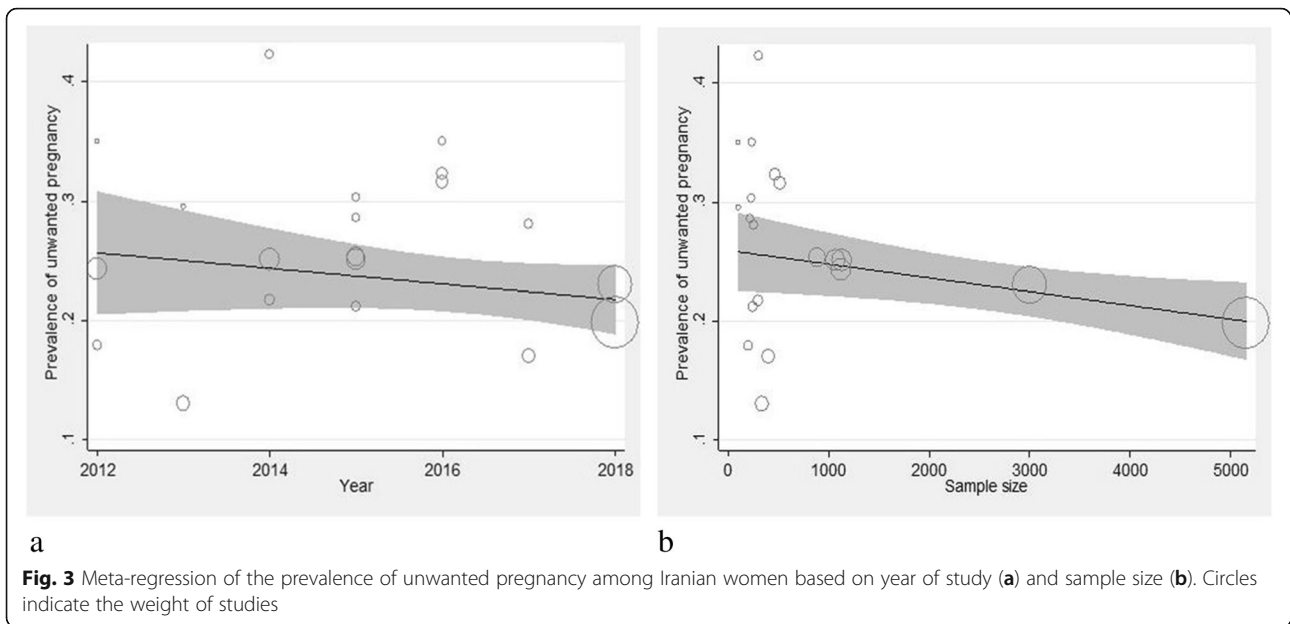 Prevalence of unwanted pregnancy
.4
.3
.2
.1
2012
2014
2016
2018
Year
a
Prevalence of unwanted pregnancy
.4
.3
.2
.1
0
1000
2000
3000
4000
5000
Sample size
b
Fig. 3 Meta-regression of the prevalence of unwanted pregnancy among Iranian women based on year of study (a) and sample size (b). Circles
indicate the weight of studies